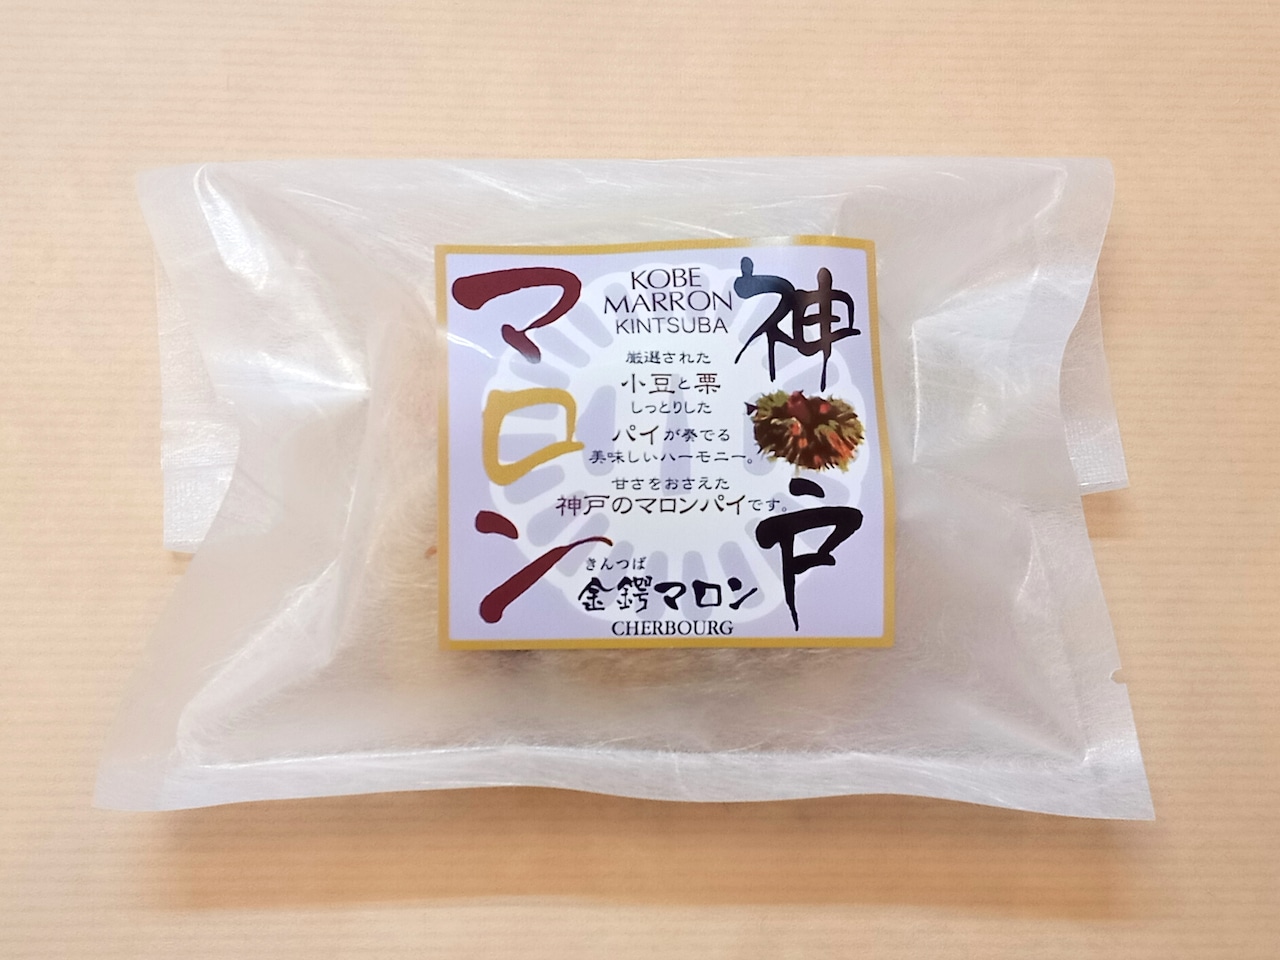 神戸
マロン
KOBE
MARRON
KINTSUBA
厳選された
小豆と栗
しっとりした
パイが奏でる
美味しいハーモニー。
甘さをおさえた
神戸のマロンパイです。
きんつば
金鍔マロン
CHERBOURG